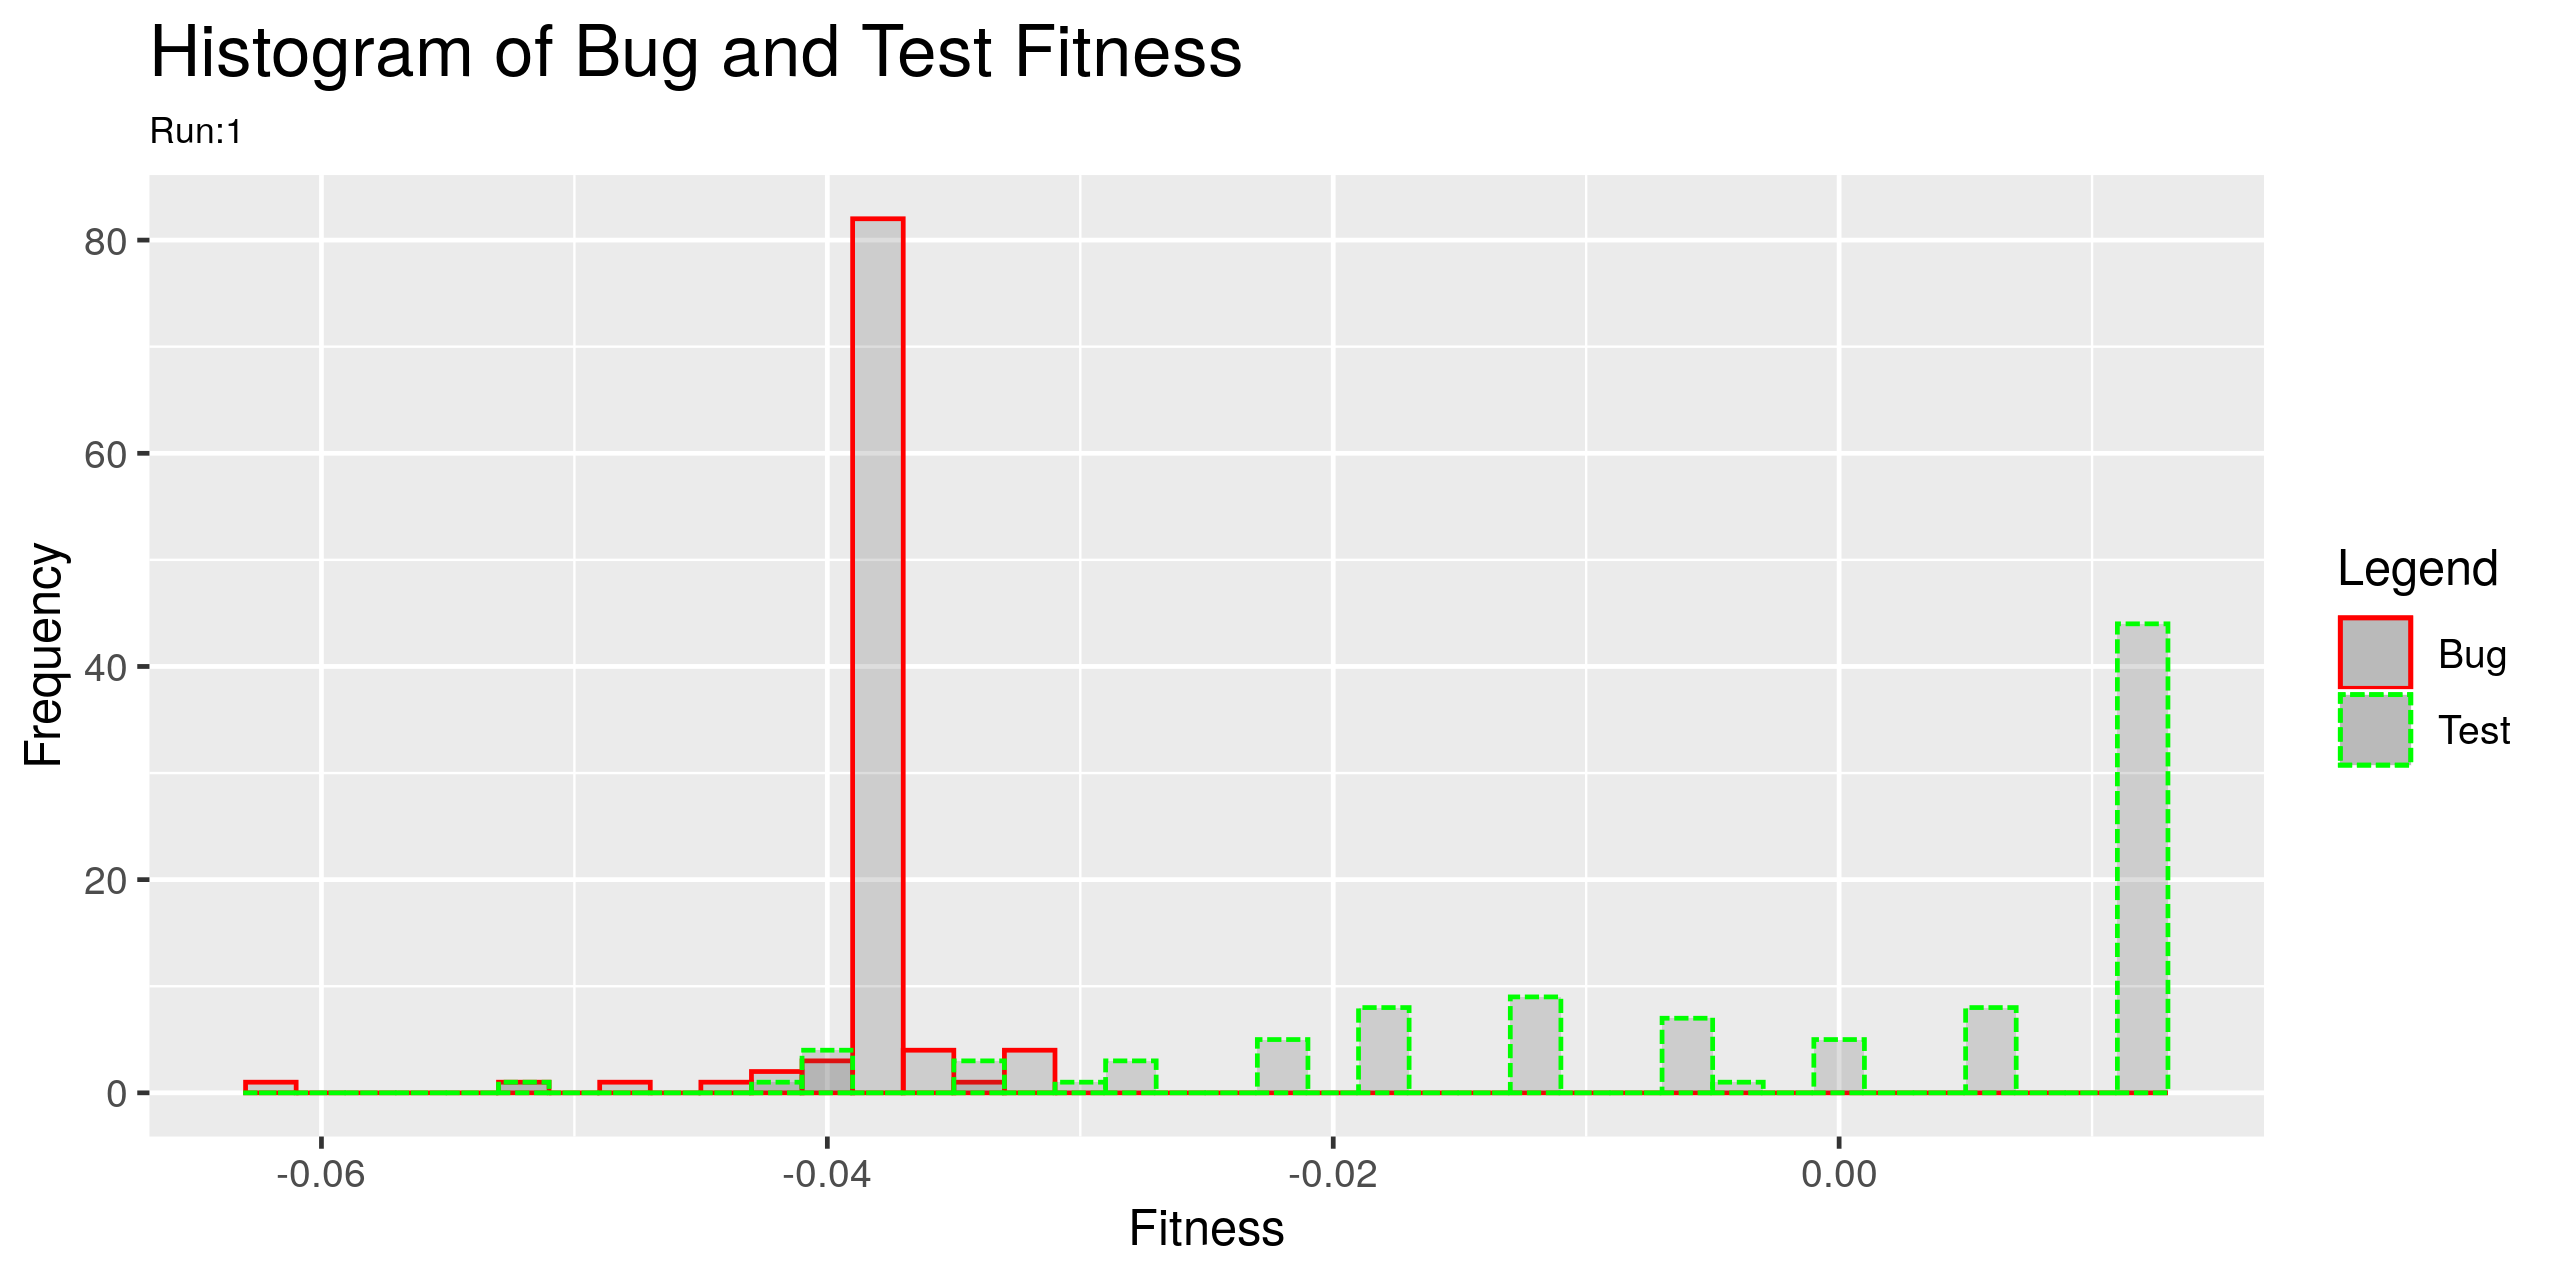 Histogram of Bug and Test Fitness
Run:1
Frequency
80
60
40
20
0
-0.06
-0.04
-0.02
0.00
Fitness
Legend
Bug
Test